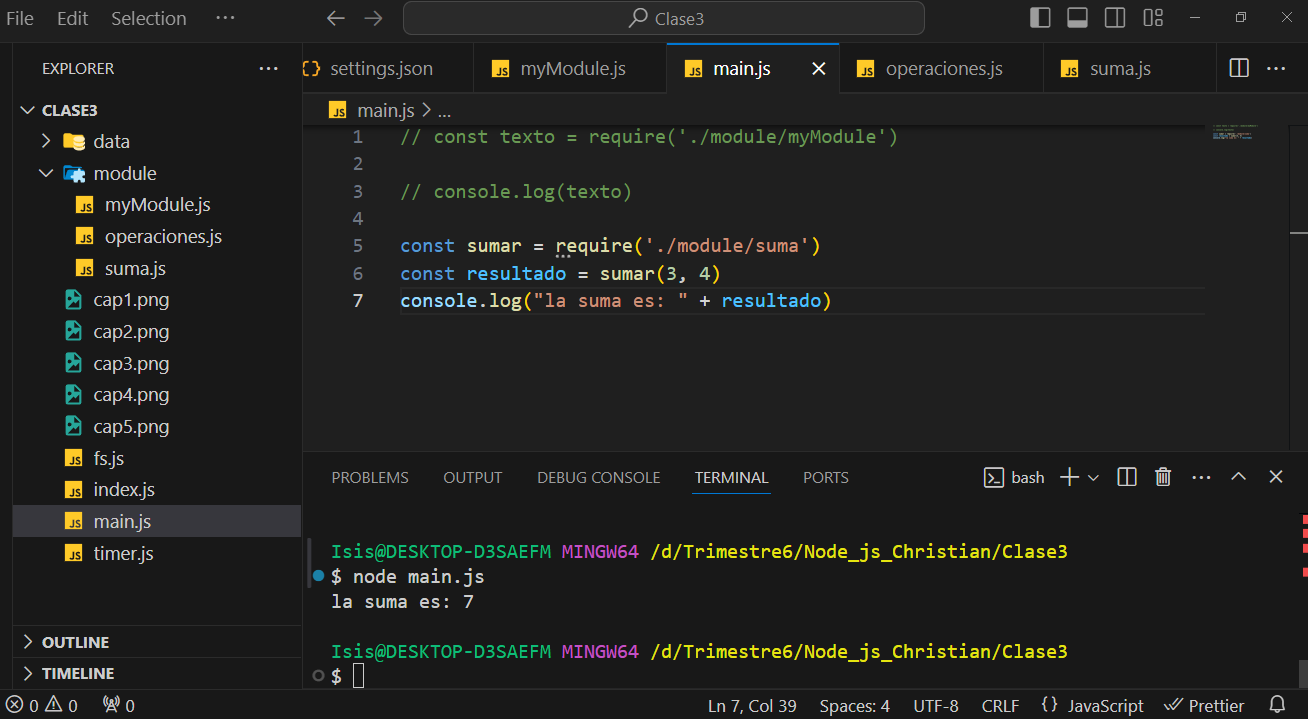 File Edit Selection ···
Clase3
EXPLORER ···
CLASE3
data
module
myModule.js
operaciones.js
suma.js
cap1.png
cap2.png
cap3.png
cap4.png
cap5.png
fs.js
index.js
main.js
timer.js
OUTLINE
TIMELINE
settings.json myModule.js main.js operaciones.js suma.js ···
main.js > ...
1 // const texto = require('./module/myModule')
2
3 // console.log(texto)
4
5 const sumar = require('./module/suma')
6 const resultado = sumar(3, 4)
7 console.log("la suma es: " + resultado)
PROBLEMS OUTPUT DEBUG CONSOLE TERMINAL PORTS bash ···
Isis@DESKTOP-D3SAEFM MINGW64 /d/Trimestre6/Node_js_Christian/Clase3
$ node main.js
la suma es: 7
Isis@DESKTOP-D3SAEFM MINGW64 /d/Trimestre6/Node_js_Christian/Clase3
$
0 0 0 Ln 7, Col 39 Spaces: 4 UTF-8 CRLF {} JavaScript Prettier